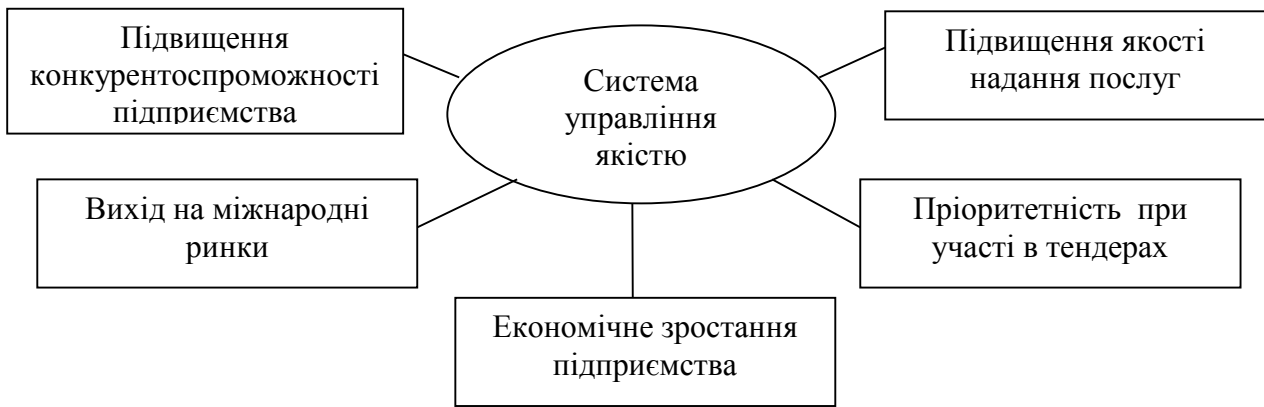 Підвищення
конкурентоспроможності
підприємства
Система
управління
якістю
Підвищення якості
надання послуг
Вихід на міжнародні
ринки
Пріоритетність при
участі в тендерах
Економічне зростання
підприємства